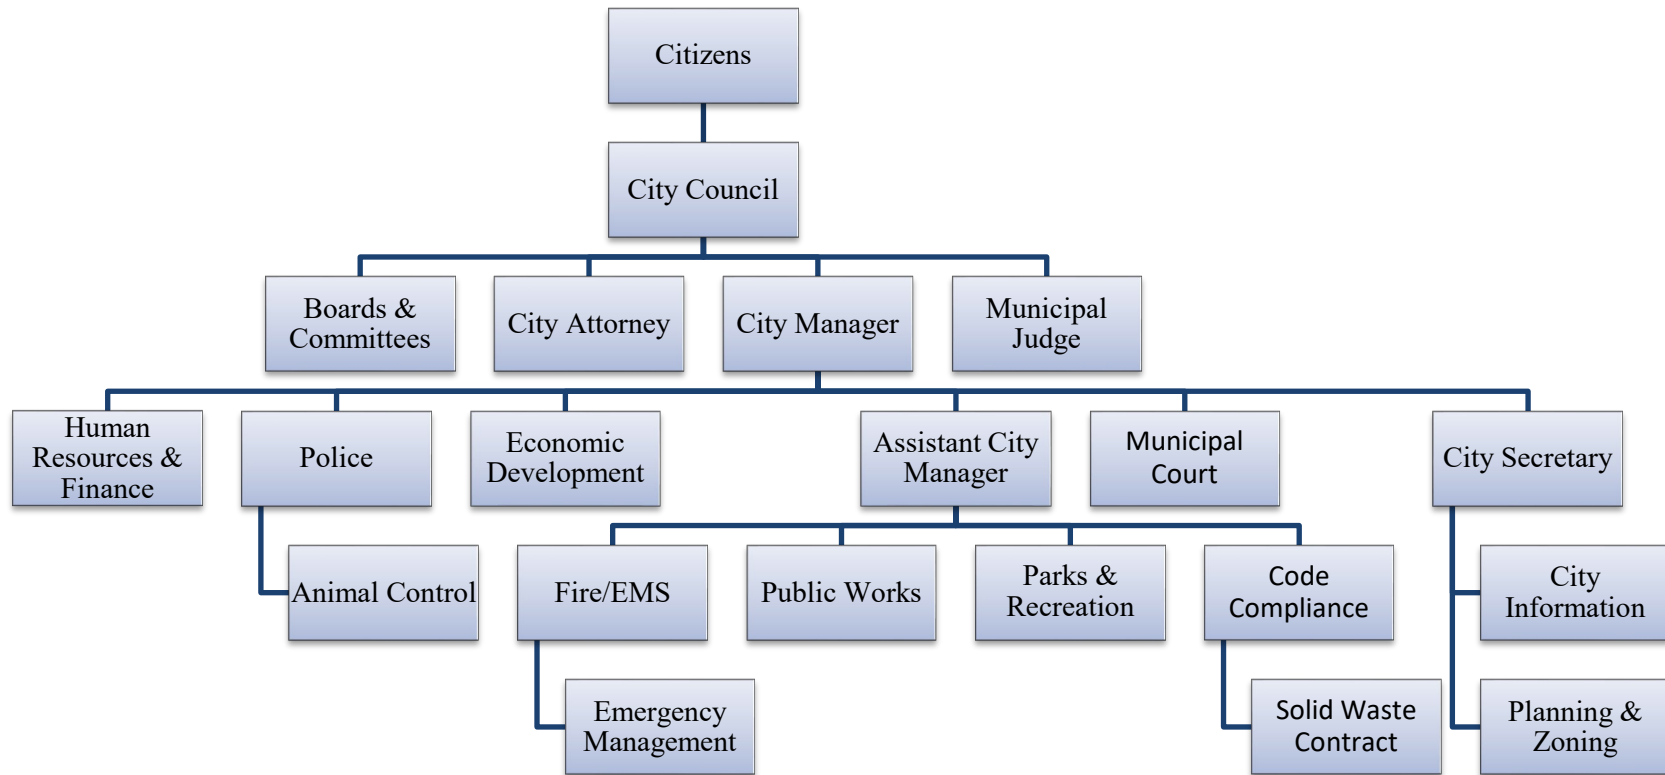 Citizens
City Council
Boards &
Committees
City Attorney
City Manager
Municipal
Judge
Human
Resources &
Finance
Police
Economic
Development
Assistant City
Manager
Municipal
Court
City Secretary
Animal Control
Fire/EMS
Public Works
Parks &
Recreation
Code
Compliance
City
Information
Emergency
Management
Solid Waste
Contract
Planning &
Zoning